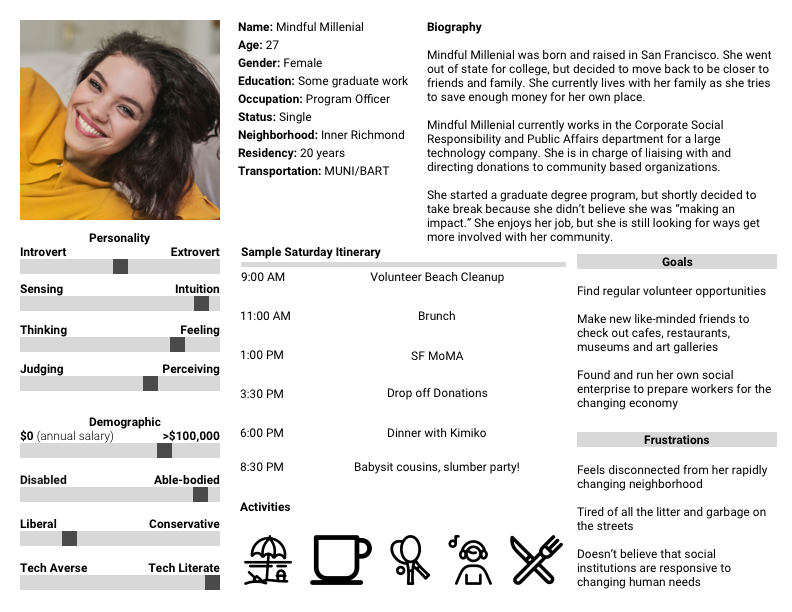 Name: Mindful Millenial
Age: 27
Gender: Female
Education: Some graduate work
Occupation: Program Officer
Status: Single
Neighborhood: Inner Richmond
Residency: 20 years
Transportation: MUNI/BART
Biography
Mindful Millenial was born and raised in San Francisco. She went
out of state for college, but decided to move back to be closer to
friends and family. She currently lives with her family as she tries
to save enough money for her own place.
Mindful Millenial currently works in the Corporate Social
Responsibility and Public Affairs department for a large
technology company. She is in charge of liaising with and
directing donations to community based organizations.
She started a graduate degree program, but shortly decided to
take break because she didn’t believe she was “making an
impact.” She enjoys her job, but she is still looking for ways get
more involved with her community.
Personality
Introvert Extrovert
Sensing Intuition
Thinking Feeling
Judging Perceiving
Demographic
$0 (annual salary) >$100,000
Disabled Able-bodied
Liberal Conservative
Tech Averse Tech Literate
Sample Saturday Itinerary
9:00 AM Volunteer Beach Cleanup
11:00 AM Brunch
1:00 PM SF MoMA
3:30 PM Drop off Donations
6:00 PM Dinner with Kimiko
8:30 PM Babysit cousins, slumber party!
Activities
Goals
Find regular volunteer opportunities
Make new like-minded friends to
check out cafes, restaurants,
museums and art galleries
Found and run her own social
enterprise to prepare workers for the
changing economy
Frustrations
Feels disconnected from her rapidly
changing neighborhood
Tired of all the litter and garbage on
the streets
Doesn’t believe that social
institutions are responsive to
changing human needs